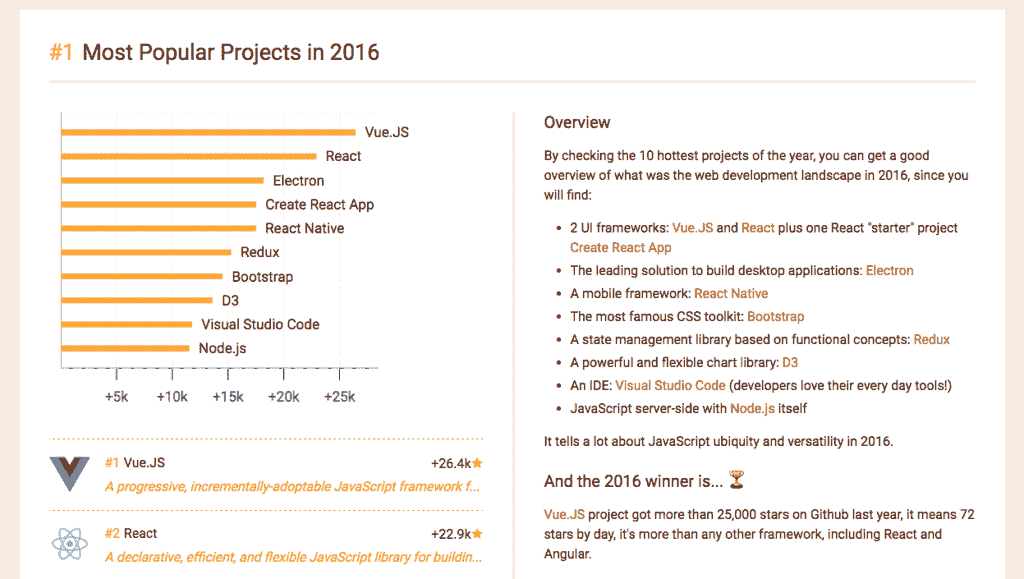 #1 Most Popular Projects in 2016
Vue.JS
React
Electron
Create React App
React Native
Redux
Bootstrap
D3
Visual Studio Code
Node.js
+5k +10k +15k +20k +25k
#1 Vue.JS +26.4k
A progressive, incrementally-adoptable JavaScript framework f...
#2 React +22.9k
A declarative, efficient, and flexible JavaScript library for buildin...
Overview
By checking the 10 hottest projects of the year, you can get a good
overview of what was the web development landscape in 2016, since you
will find:
• 2 UI frameworks: Vue.JS and React plus one React "starter" project
Create React App
• The leading solution to build desktop applications: Electron
• A mobile framework: React Native
• The most famous CSS toolkit: Bootstrap
• A state management library based on functional concepts: Redux
• A powerful and flexible chart library: D3
• An IDE: Visual Studio Code (developers love their every day tools!)
• JavaScript server-side with Node.js itself
It tells a lot about JavaScript ubiquity and versatility in 2016.
And the 2016 winner is... 🏆
Vue.JS project got more than 25,000 stars on Github last year, it means 72
stars by day, it's more than any other framework, including React and
Angular.